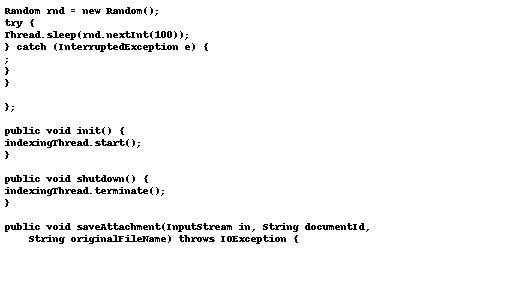 Random rnd = new Random();
try {
Thread.sleep(rnd.nextInt(100));
} catch (InterruptedException e) {
;
}
}
};
public void init() {
indexingThread.start();
}
public void shutdown() {
indexingThread.terminate();
}
public void saveAttachment(InputStream in, String documentId,
String originalFileName) throws IOException {